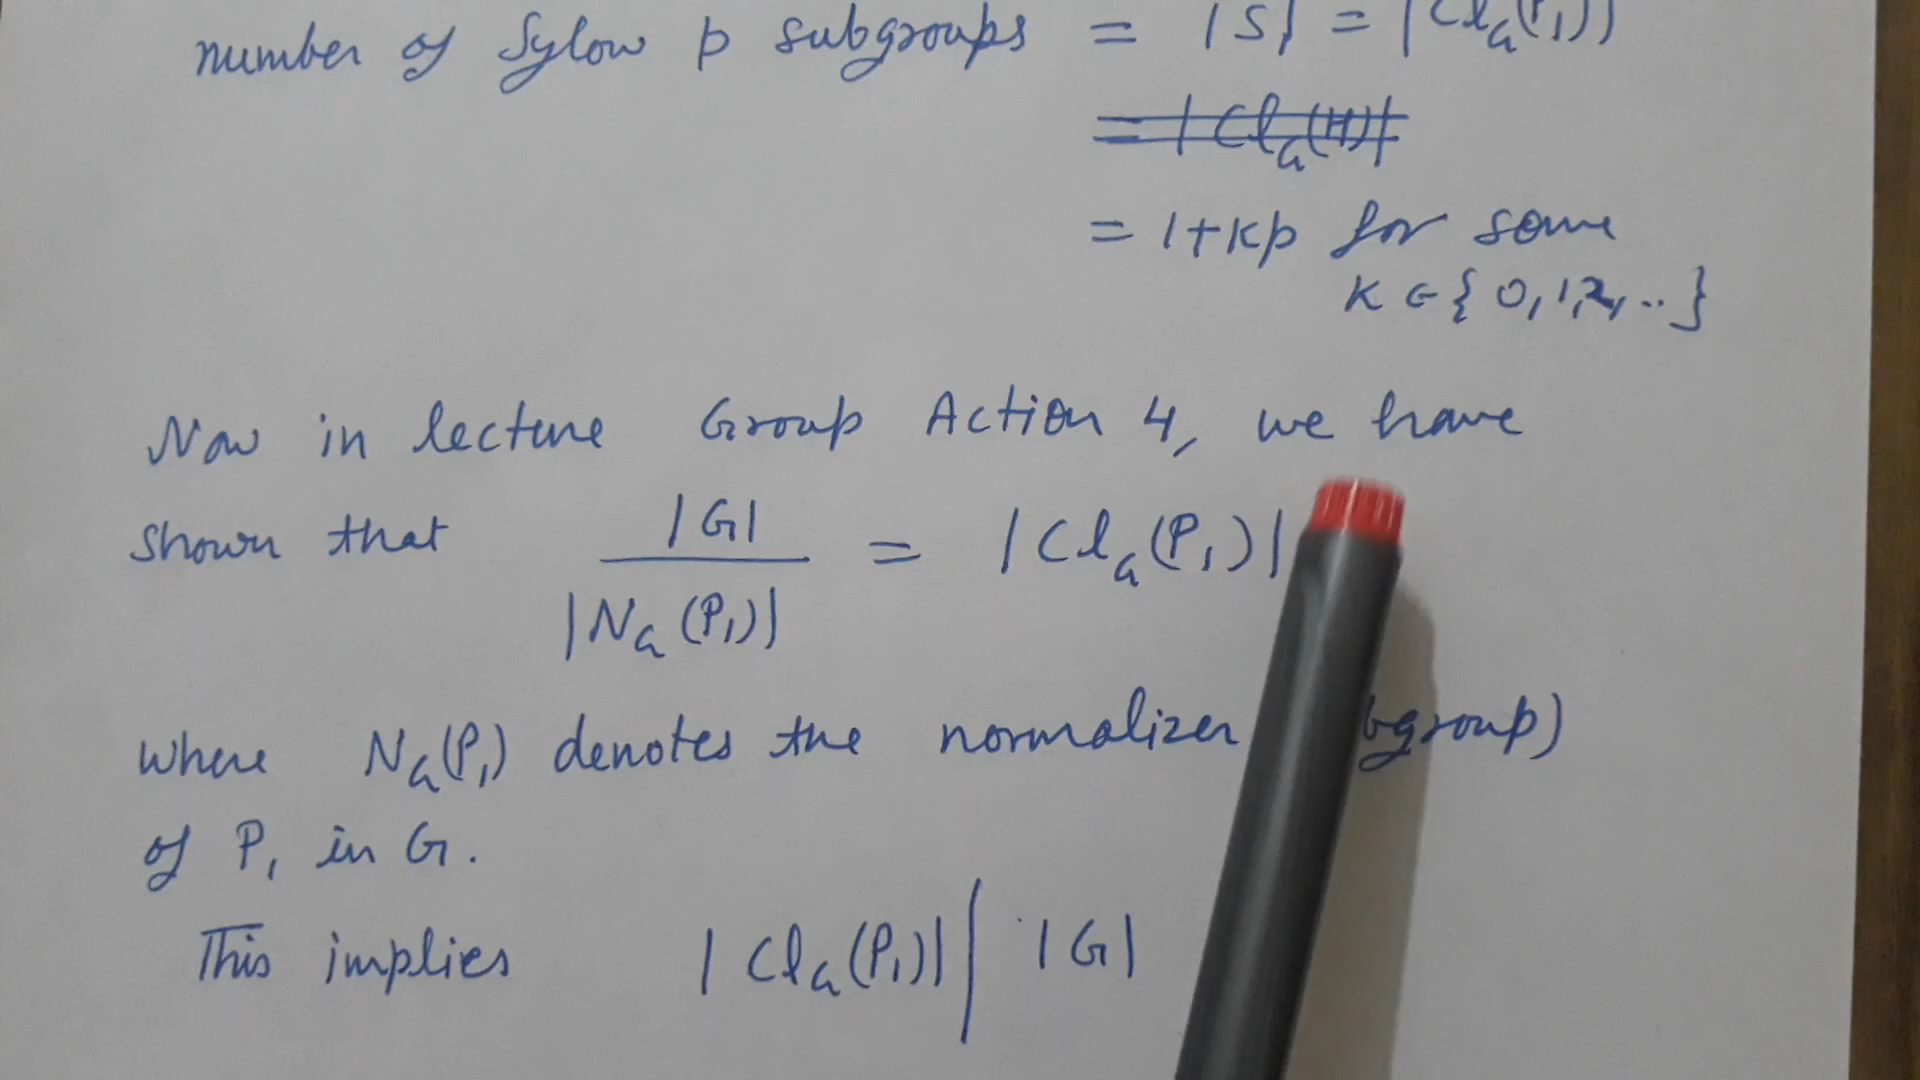 number of Sylow p subgroups = |S| = |Cl_G(P_1)|
= |Cl_G(H)|
= 1+Kp for some
K ∈ {0,1,2,..}
Now in lecture Group Action 4, we have
shown that |G| / |N_G(P_1)| = |Cl_G(P_1)|
where N_G(P_1) denotes the normalizer bgroup)
of P_1 in G.
This implies |Cl_G(P_1)| | |G|